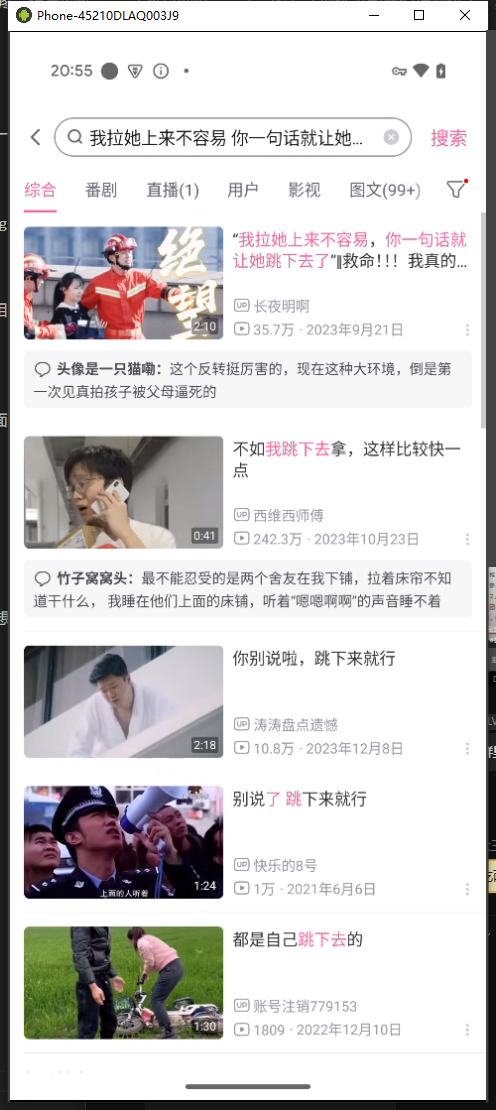 Phone-45210DLAQ003J9
20:55
我拉她上来不容易 你一句话就让她...
搜索
综合 番剧 直播(1) 用户 影视 图文(99+)
绝望
2:10
“我拉她上来不容易，你一句话就
让她跳下去了”‖救命！！！我真的...
UP 长夜明啊
35.7万 · 2023年9月21日
头像是一只猫嘞：这个反转挺厉害的，现在这种大环境，倒是第
一次见真拍孩子被父母逼死的
0:41
不如我跳下去拿，这样比较快一
点
UP 西维西师傅
242.3万 · 2023年10月23日
竹子窝窝头：最不能忍受的是两个舍友在我下铺，拉着床帘不知
道干什么， 我睡在他们上面的床铺，听着“嗯嗯啊啊”的声音睡不着
2:18
你别说啦，跳下来就行
UP 涛涛盘点遗憾
10.8万 · 2023年12月8日
上面的人听着
1:24
别说了 跳下来就行
UP 快乐的8号
1万 · 2021年6月6日
1:30
都是自己跳下去的
UP 账号注销779153
1809 · 2022年12月10日